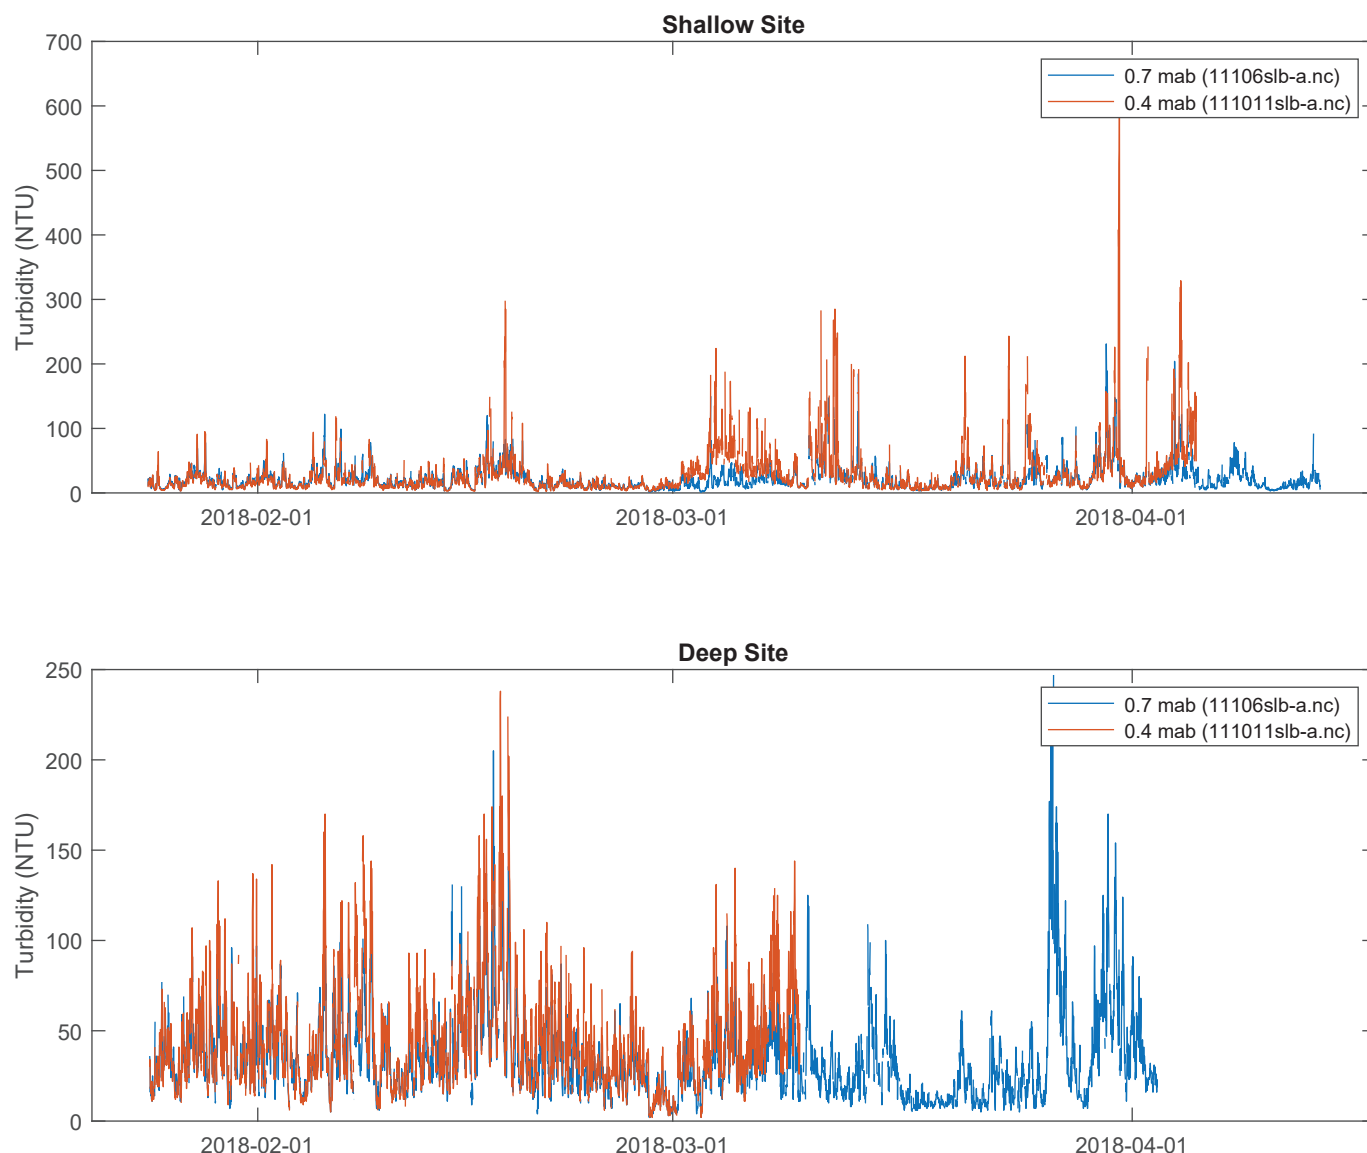 Shallow Site
700
600
500
400
300
200
100
0
Turbidity (NTU)
0.7 mab (11106slb-a.nc)
0.4 mab (111011slb-a.nc)
2018-02-01
2018-03-01
2018-04-01
Deep Site
250
200
150
100
50
0
Turbidity (NTU)
0.7 mab (11106slb-a.nc)
0.4 mab (111011slb-a.nc)
2018-02-01
2018-03-01
2018-04-01